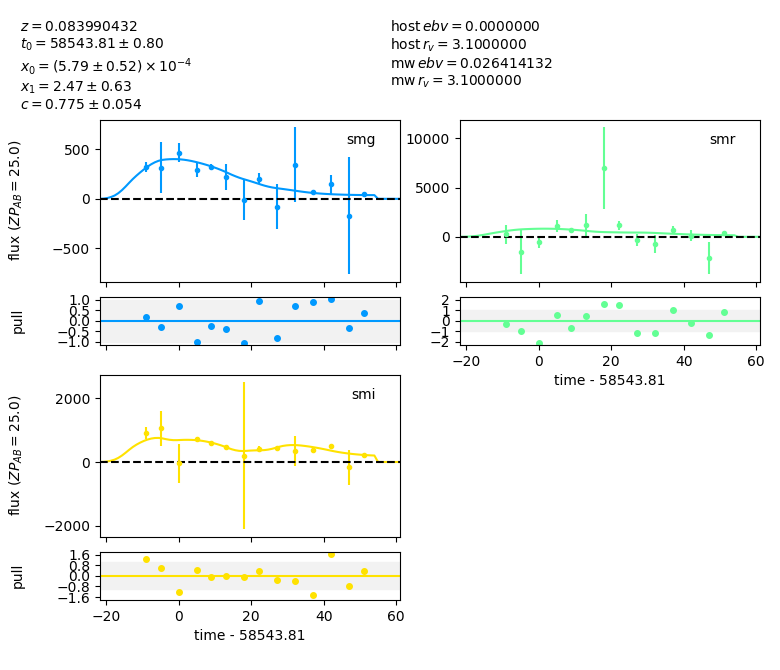 z = 0.083990432
t₀ = 58543.81 ± 0.80
x₀ = (5.79 ± 0.52) × 10⁻⁴
x₁ = 2.47 ± 0.63
c = 0.775 ± 0.054
host ebv = 0.0000000
host r_v = 3.1000000
mw ebv = 0.026414132
mw r_v = 3.1000000
smg
flux (ZP_AB = 25.0)
500
0
−500
smr
10000
5000
0
pull
1.0
0.5
0.0
−0.5
−1.0
2
1
0
−1
−2
−20 0 20 40 60
time - 58543.81
smi
flux (ZP_AB = 25.0)
2000
0
−2000
pull
1.6
0.8
0.0
−0.8
−1.6
−20 0 20 40 60
time - 58543.81